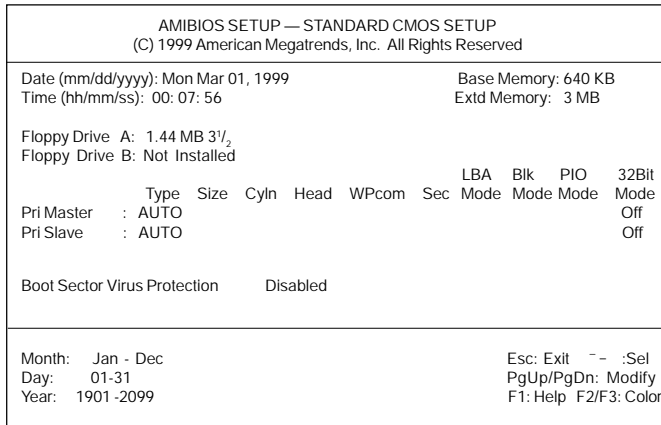 AMIBIOS SETUP — STANDARD CMOS SETUP
(C) 1999 American Megatrends, Inc. All Rights Reserved
Date (mm/dd/yyyy): Mon Mar 01, 1999 Base Memory: 640 KB
Time (hh/mm/ss): 00: 07: 56 Extd Memory: 3 MB
Floppy Drive A: 1.44 MB 3¹/₂
Floppy Drive B: Not Installed
LBA Blk PIO 32Bit
Type Size Cyln Head WPcom Sec Mode Mode Mode Mode
Pri Master : AUTO Off
Pri Slave : AUTO Off
Boot Sector Virus Protection Disabled
Month: Jan - Dec Esc: Exit ¯ – :Sel
Day: 01-31 PgUp/PgDn: Modify
Year: 1901 -2099 F1: Help F2/F3: Color